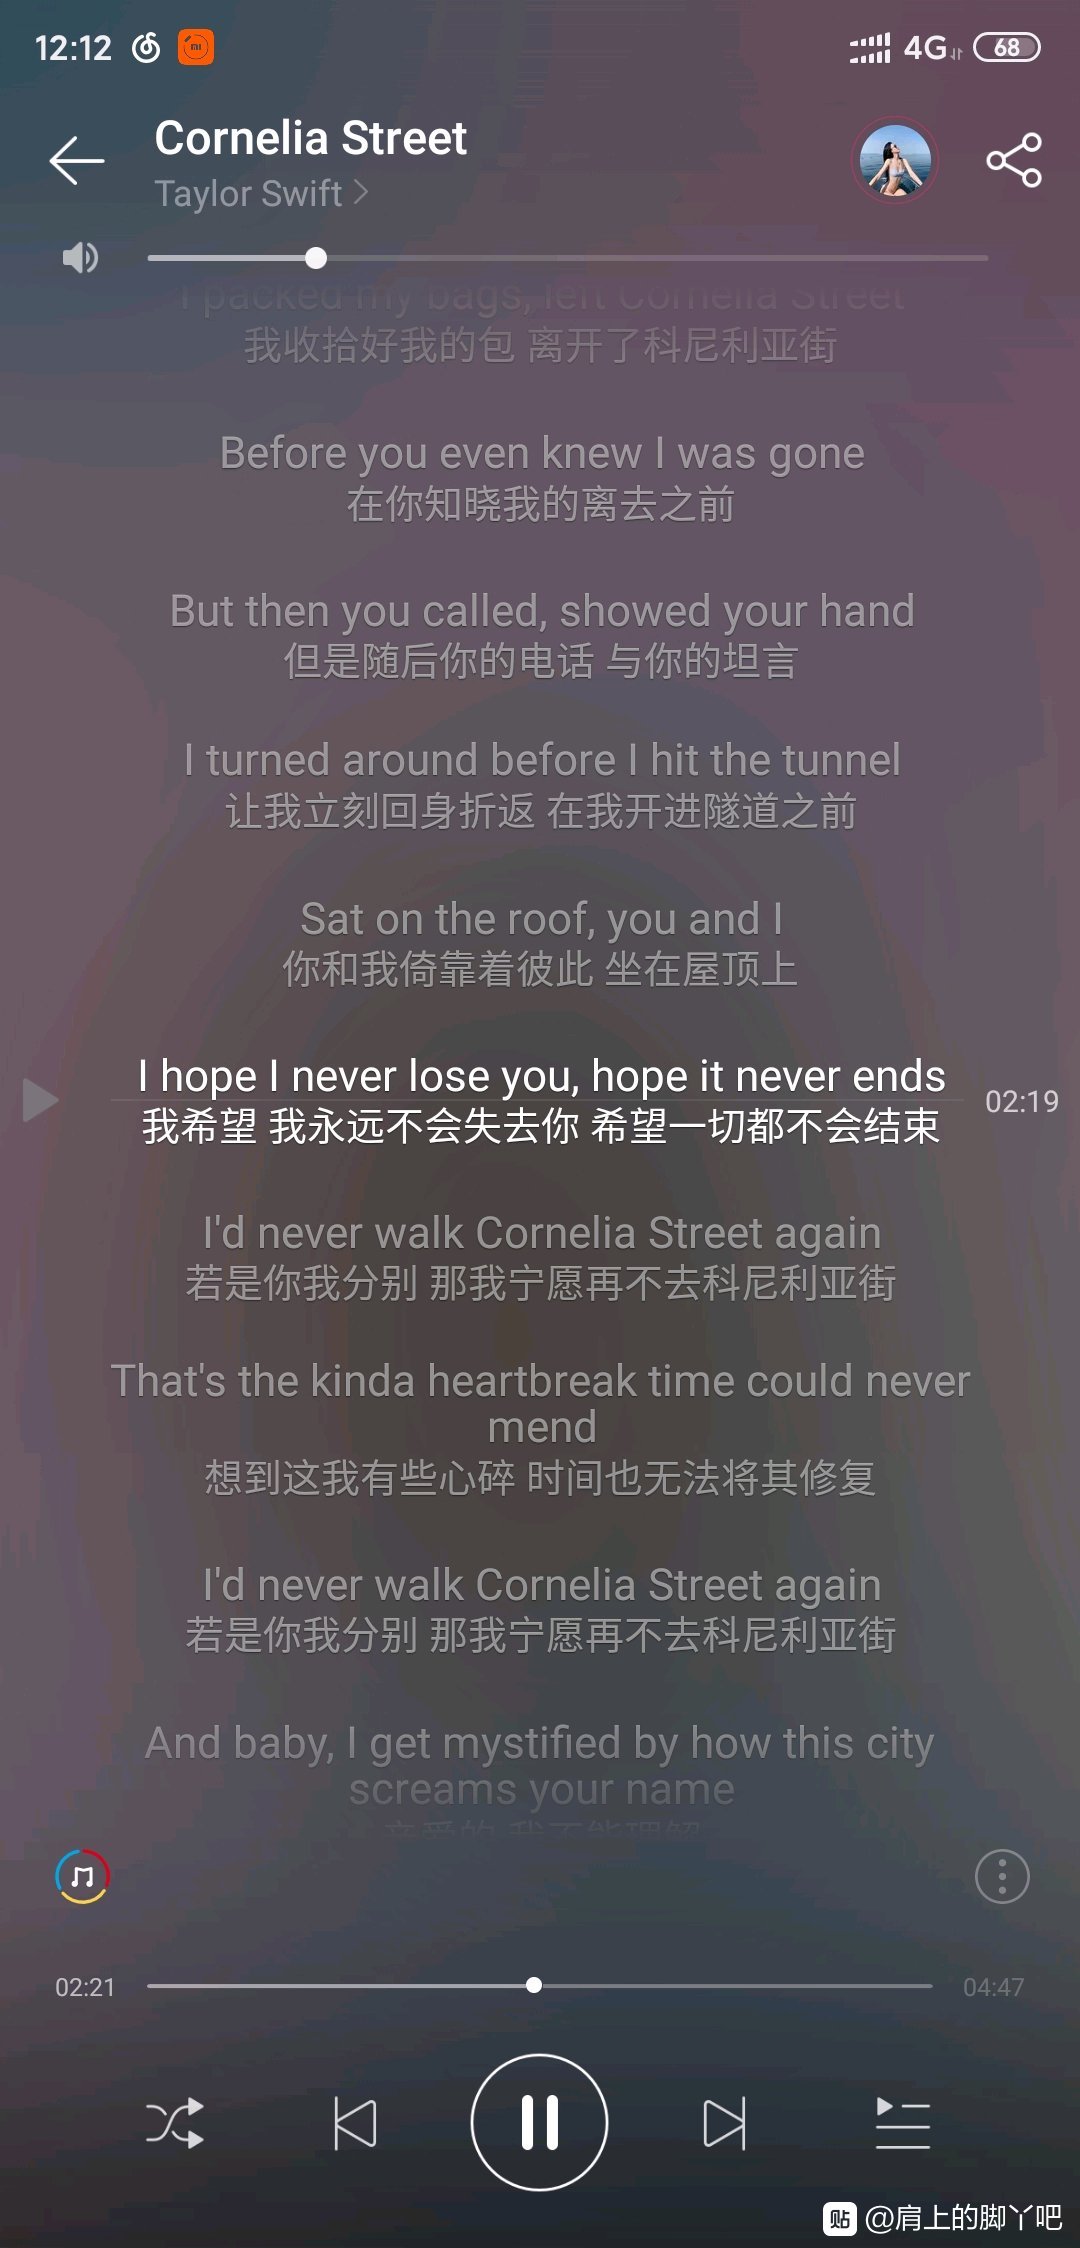 12:12
4G
68
Cornelia Street
Taylor Swift
I packed my bags, left Cornelia Street
我收拾好我的包 离开了科尼利亚街
Before you even knew I was gone
在你知晓我的离去之前
But then you called, showed your hand
但是随后你的电话 与你的坦言
I turned around before I hit the tunnel
让我立刻回身折返 在我开进隧道之前
Sat on the roof, you and I
你和我倚靠着彼此 坐在屋顶上
I hope I never lose you, hope it never ends
02:19
我希望 我永远不会失去你 希望一切都不会结束
I'd never walk Cornelia Street again
若是你我分别 那我宁愿再不去科尼利亚街
That's the kinda heartbreak time could never
mend
想到这我有些心碎 时间也无法将其修复
I'd never walk Cornelia Street again
若是你我分别 那我宁愿再不去科尼利亚街
And baby, I get mystified by how this city
screams your name
亲爱的 我不能理解
02:21
04:47
贴 @肩上的脚丫吧